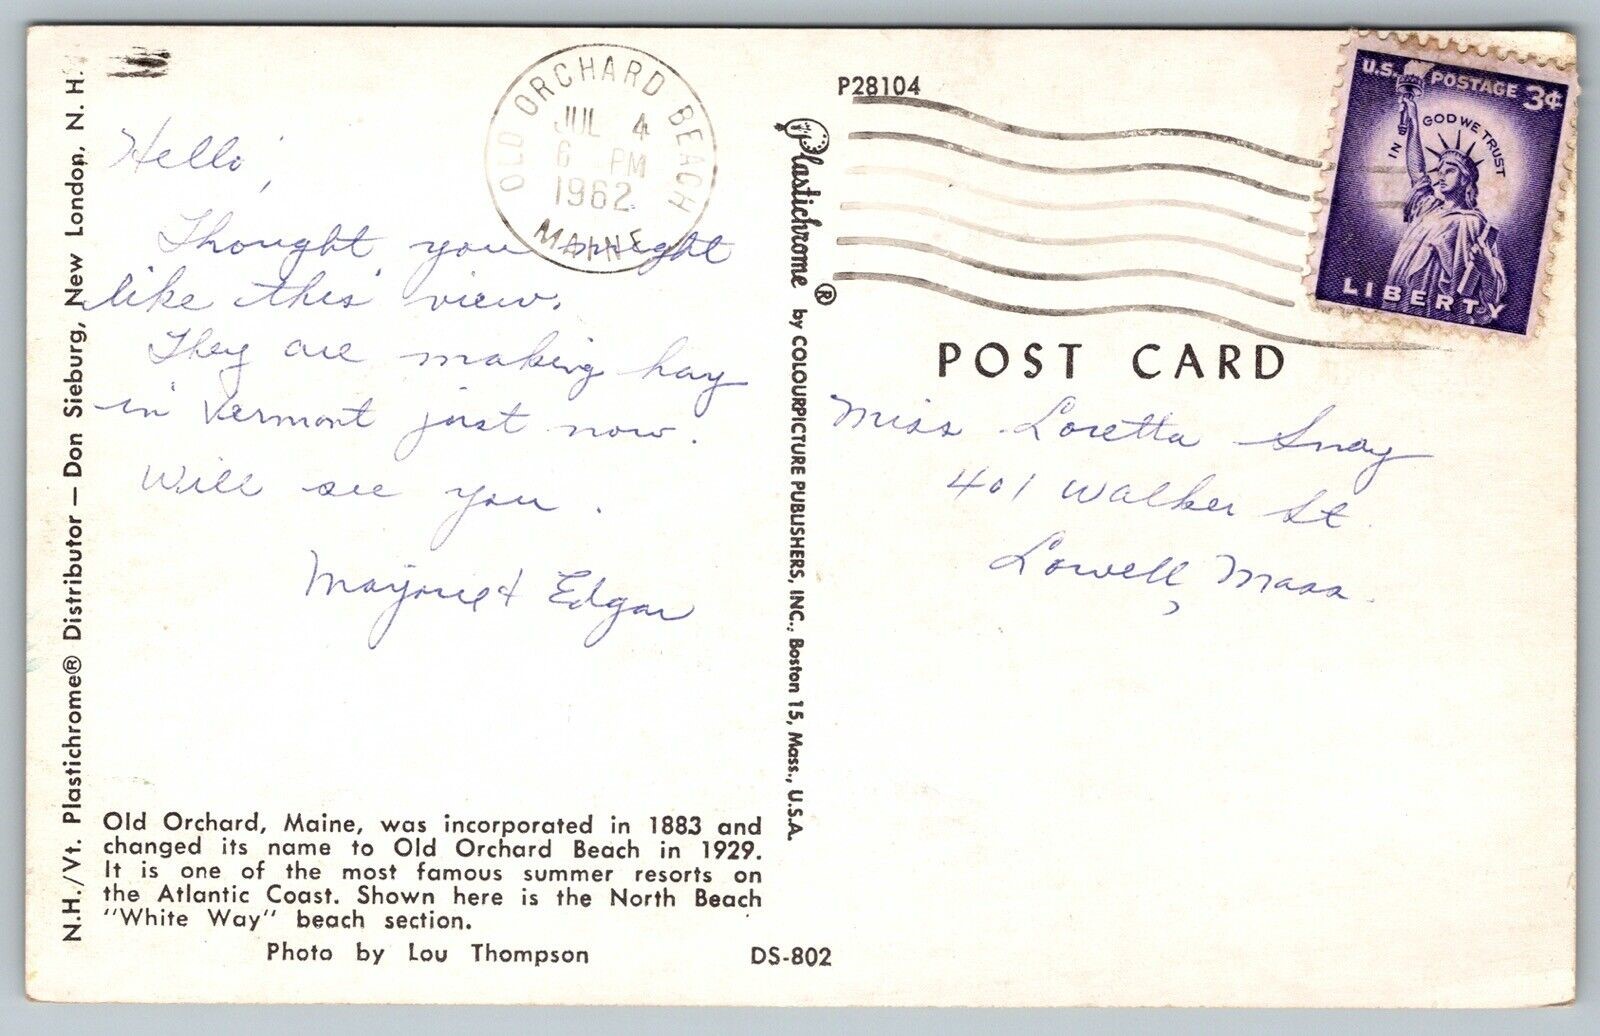 N.H./Vt. Plastichrome® Distributor — Don Sieburg, New London, N. H.
Hello,
Thought you might
like this view.
They are making hay
in Vermont just now.
Will see you.
Marjorie & Edgar
Old Orchard, Maine, was incorporated in 1883 and
changed its name to Old Orchard Beach in 1929.
It is one of the most famous summer resorts on
the Atlantic Coast. Shown here is the North Beach
"White Way" beach section.
Photo by Lou Thompson
DS-802
OLD ORCHARD BEACH
JUL 4
6 PM
1962
MAINE
Plastichrome® by COLOURPICTURE PUBLISHERS, INC., Boston 15, Mass., U.S.A.
P28104
U.S. POSTAGE 3¢
IN GOD WE TRUST
LIBERTY
POST CARD
Miss Loretta Snay
401 Walker St.
Lowell, Mass.